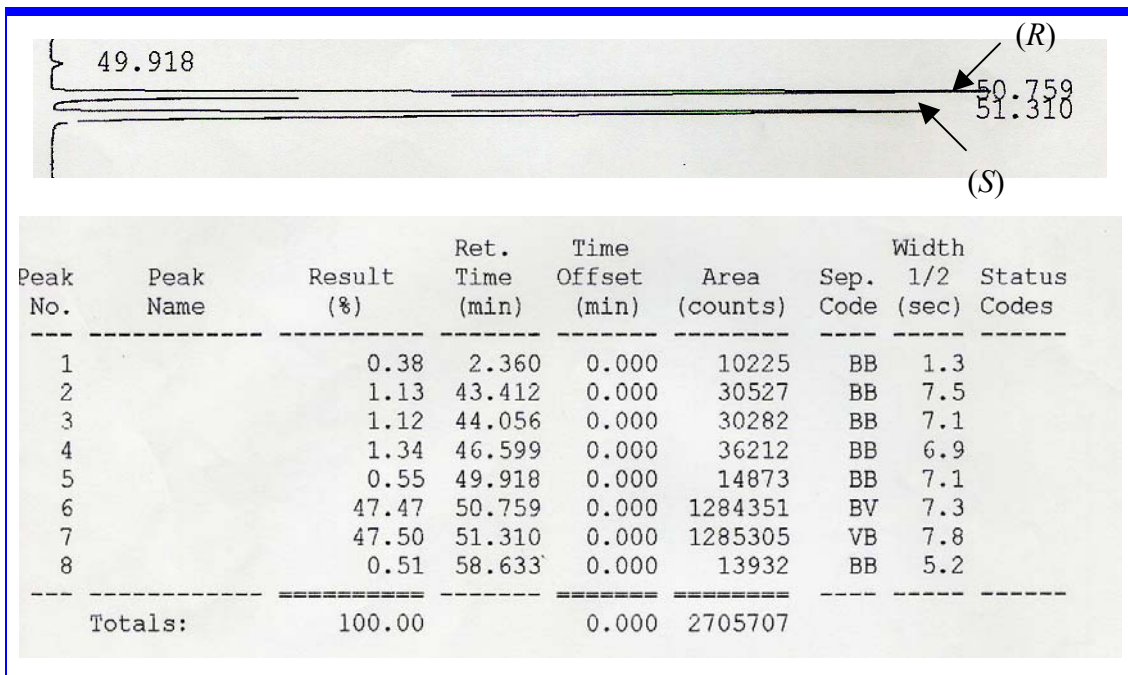 (R)
49.918
50.759
51.310
(S)
Ret. Time Width
Peak Peak Result Time Offset Area Sep. 1/2 Status
No. Name (%) (min) (min) (counts) Code (sec) Codes
---- ------------- ---------- ------- ------- -------- ---- ----- ------
1 0.38 2.360 0.000 10225 BB 1.3
2 1.13 43.412 0.000 30527 BB 7.5
3 1.12 44.056 0.000 30282 BB 7.1
4 1.34 46.599 0.000 36212 BB 6.9
5 0.55 49.918 0.000 14873 BB 7.1
6 47.47 50.759 0.000 1284351 BV 7.3
7 47.50 51.310 0.000 1285305 VB 7.8
8 0.51 58.633 0.000 13932 BB 5.2
--- ------------- ========== ------- ======= ======== ---- ----- ------
Totals: 100.00 0.000 2705707